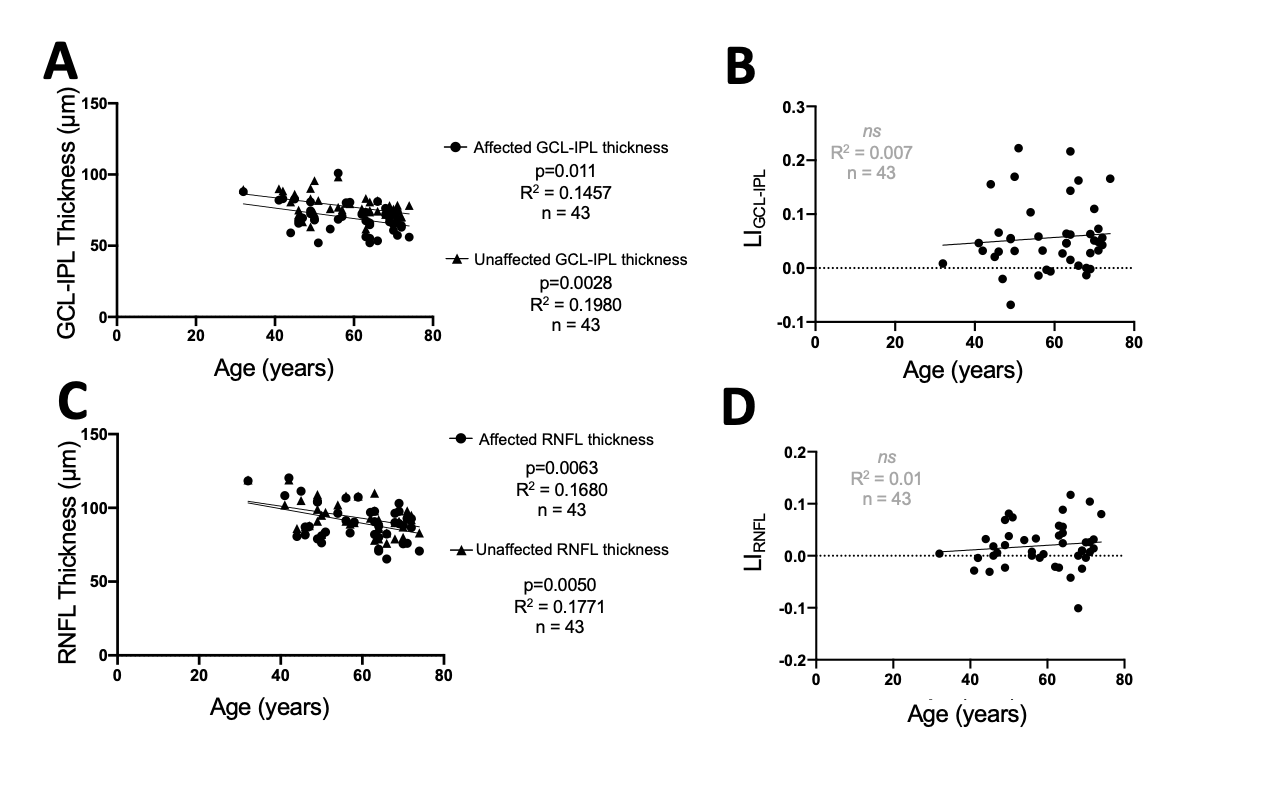 A
GCL-IPL Thickness (μm)
150
100
50
0
0 20 40 60 80
Age (years)
Affected GCL-IPL thickness
p=0.011
R² = 0.1457
n = 43
Unaffected GCL-IPL thickness
p=0.0028
R² = 0.1980
n = 43
B
LI GCL-IPL
0.3
0.2
0.1
0.0
-0.1
ns
R² = 0.007
n = 43
0 20 40 60 80
Age (years)
C
RNFL Thickness (μm)
150
100
50
0
0 20 40 60 80
Age (years)
Affected RNFL thickness
p=0.0063
R² = 0.1680
n = 43
Unaffected RNFL thickness
p=0.0050
R² = 0.1771
n = 43
D
LI RNFL
0.2
0.1
0.0
-0.1
-0.2
ns
R² = 0.01
n = 43
0 20 40 60 80
Age (years)